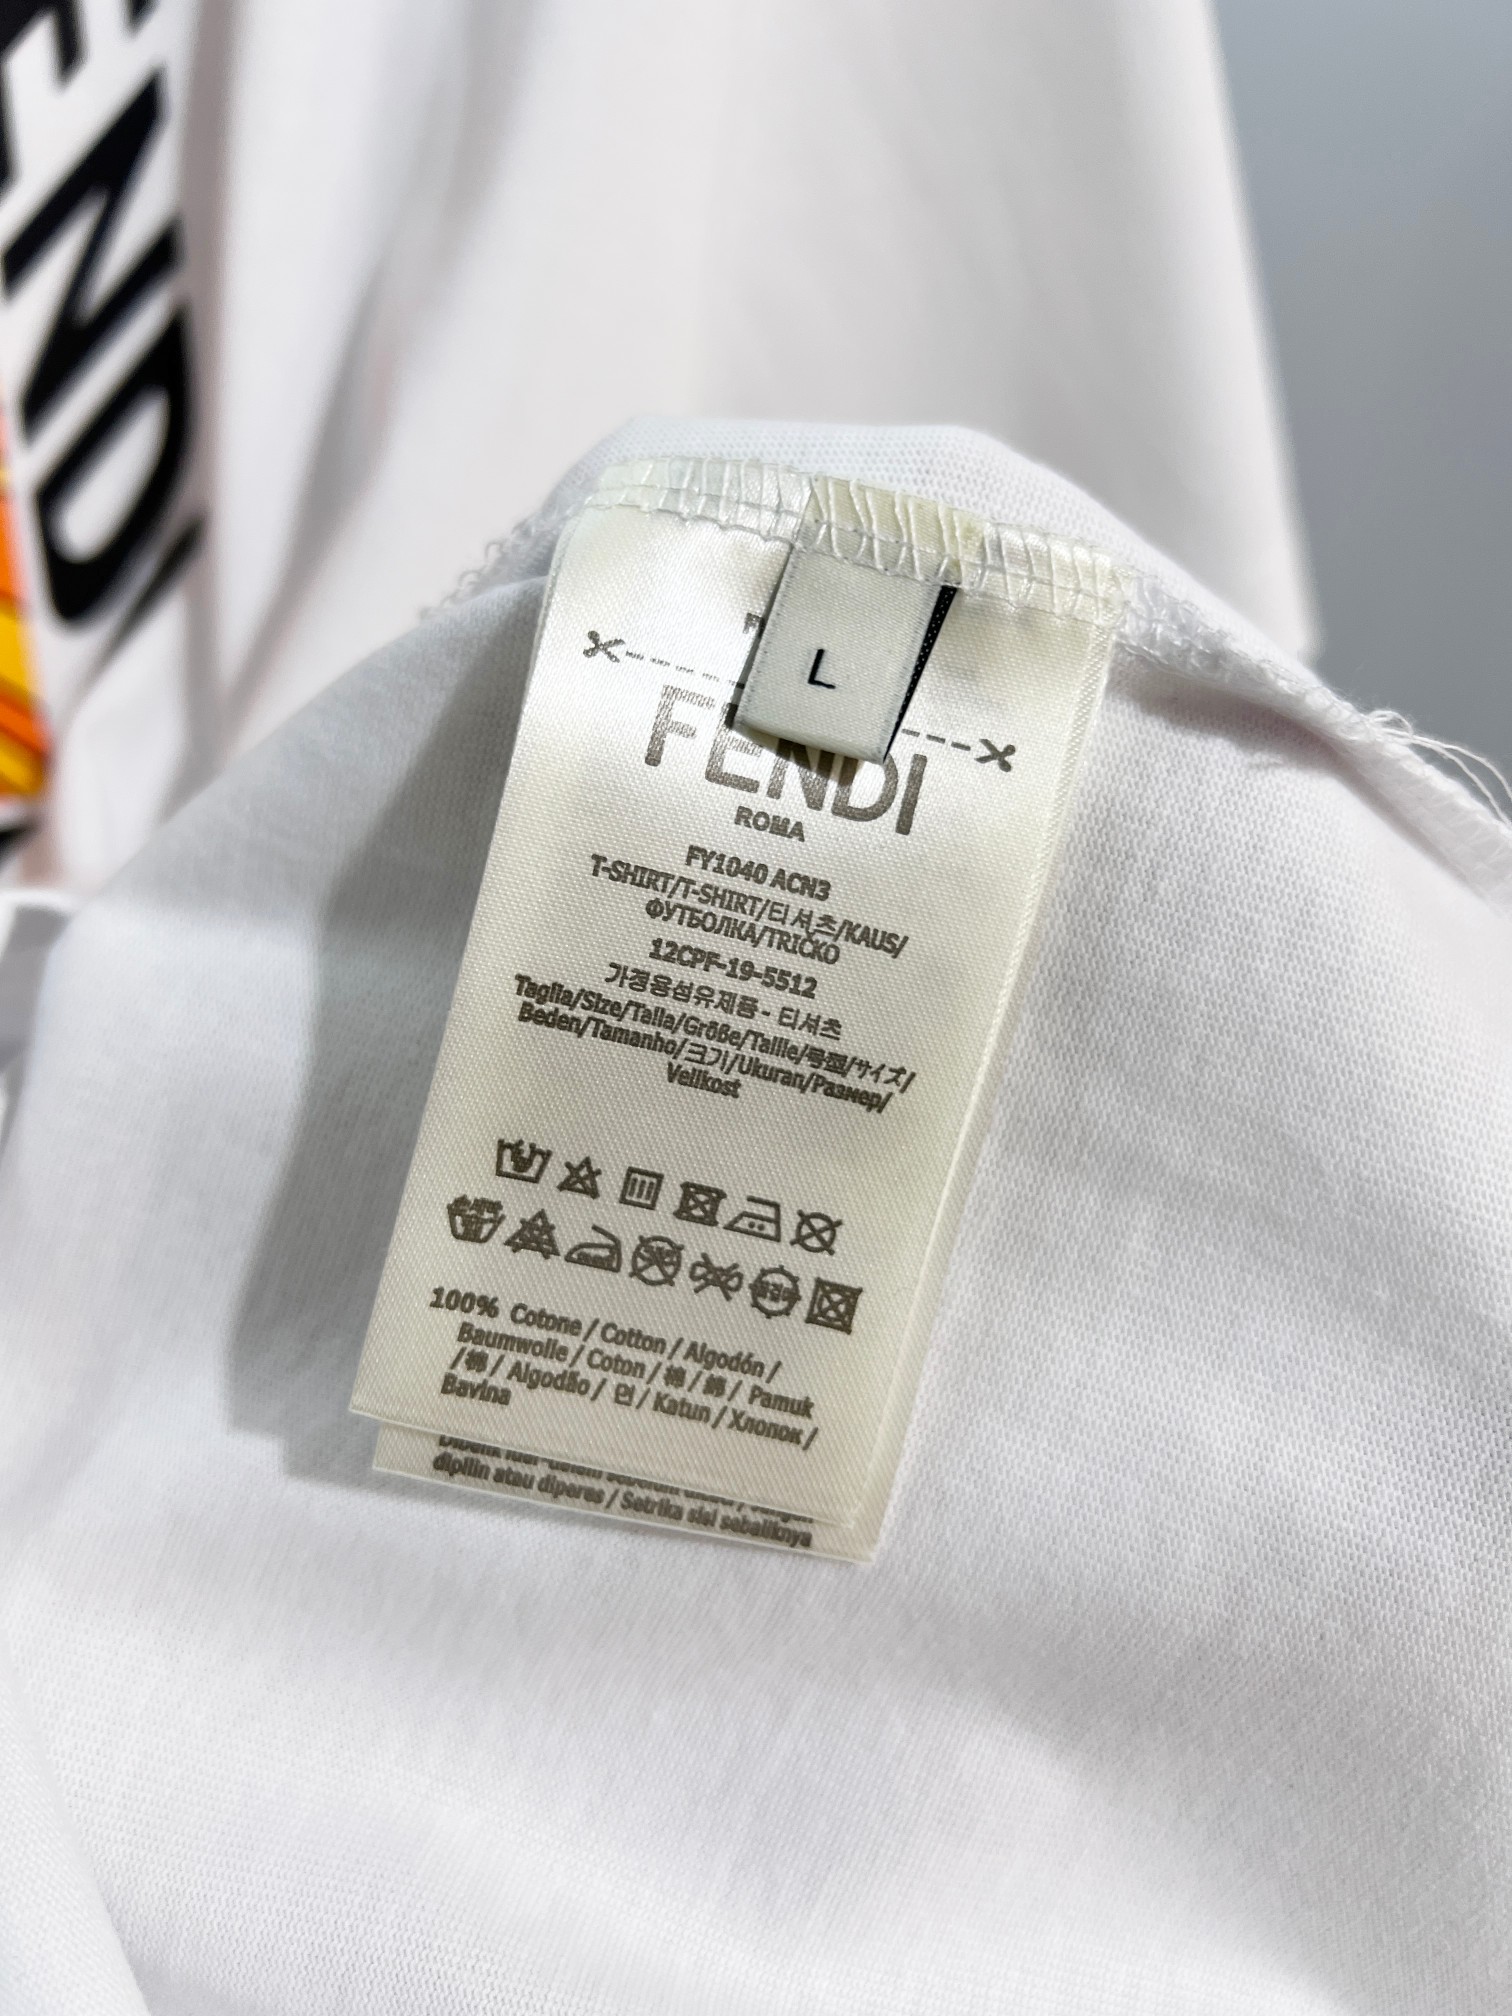 FENDI
L
FENDI
ROMA
FY1040 ACN3
T-SHIRT/T-SHIRT/티셔츠/KAUS/
ФУТБОЛКА/TRIČKO
12CPF-19-5512
가정용섬유제품 - 티셔츠
Taglia/Size/Talla/Größe/Taille/号型/サイズ/
Beden/Tamanho/크기/Ukuran/Размер/
Velikost
100% Cotone / Cotton / Algodón /
Baumwolle / Coton / 棉 / 綿 / Pamuk
/ 棉 / Algodão / 면 / Katun / Хлопок /
Bavlna
dipilin atau diperas / Setrika sisi sebaliknya